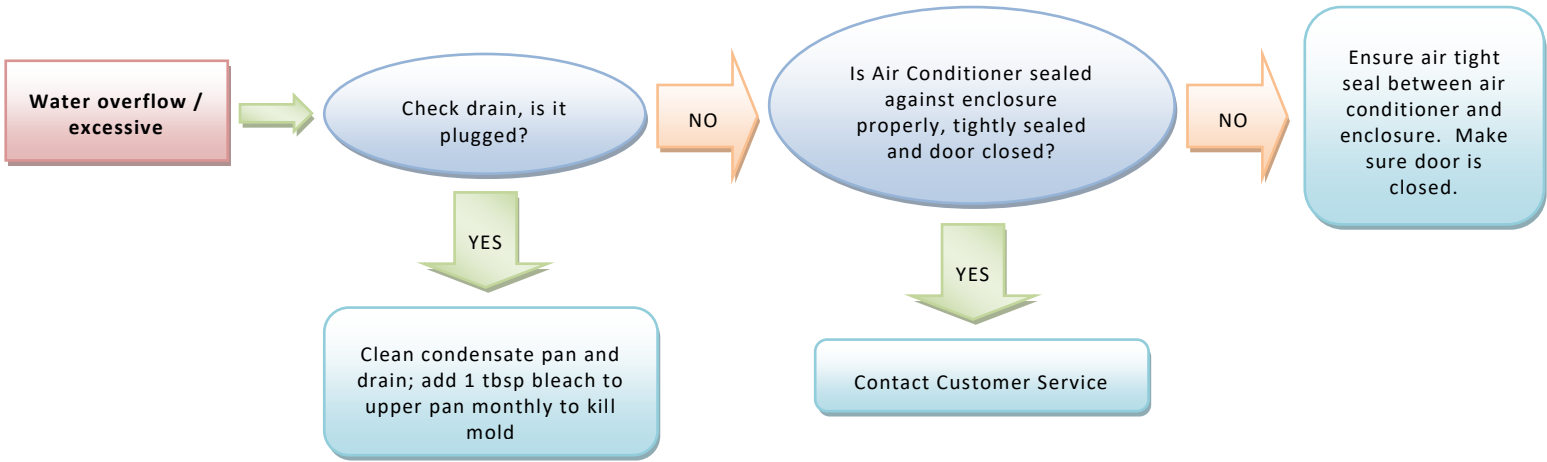 Water overflow /
excessive
Check drain, is it
plugged?
NO
Is Air Conditioner sealed
against enclosure
properly, tightly sealed
and door closed?
NO
Ensure air tight
seal between air
conditioner and
enclosure. Make
sure door is
closed.
YES
Clean condensate pan and
drain; add 1 tbsp bleach to
upper pan monthly to kill
mold
YES
Contact Customer Service